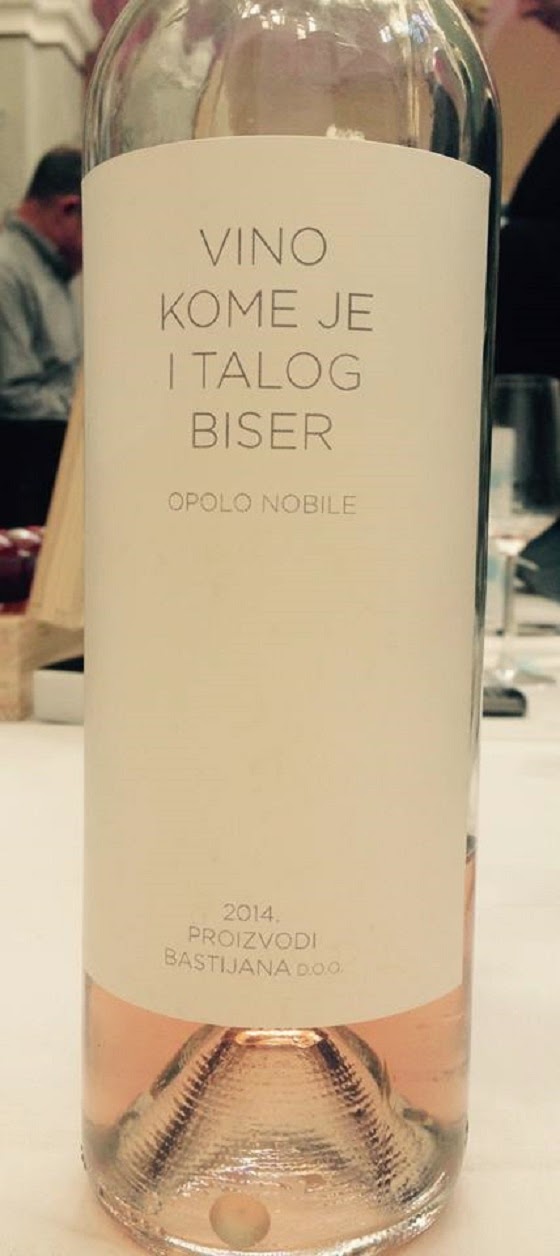 VINO
KOME JE
I TALOG
BISER
OPOLO NOBILE
2014.
PROIZVODI
BASTIJANA D.O.O.